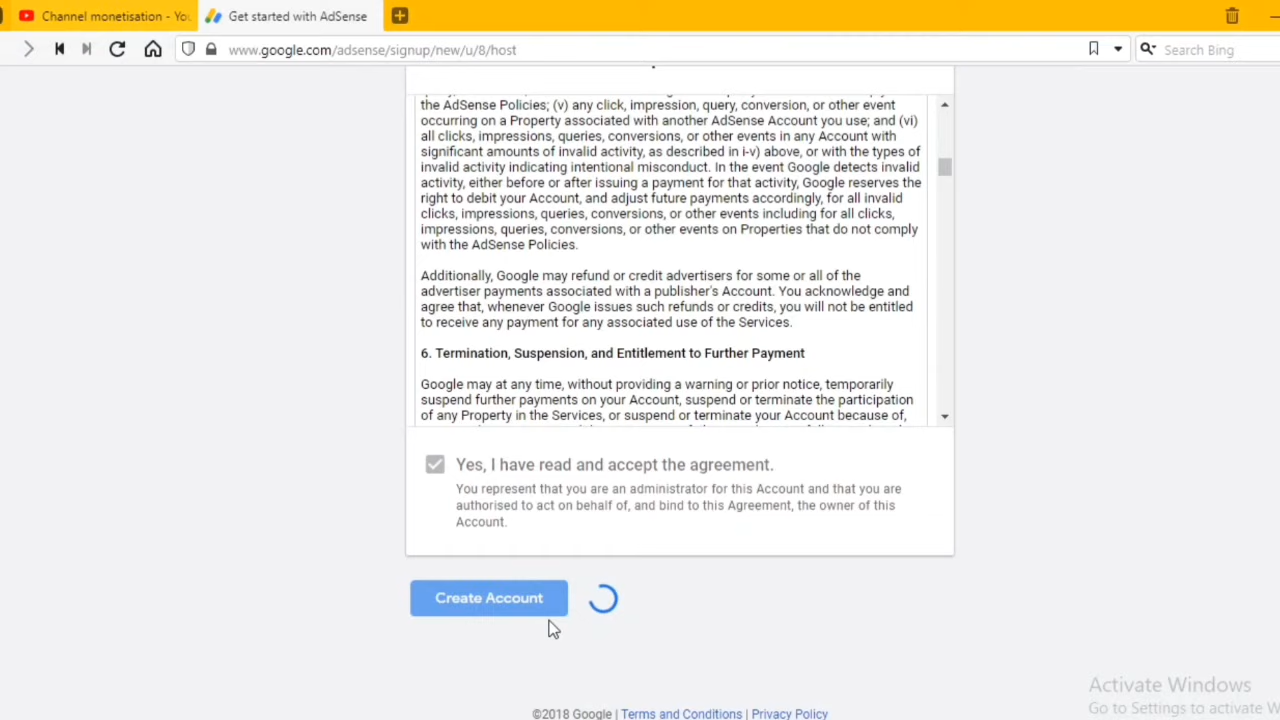 Channel monetisation - You
Get started with AdSense
www.google.com/adsense/signup/new/u/8/host
Search Bing
the AdSense Policies; (v) any click, impression, query, conversion, or other event
occurring on a Property associated with another AdSense Account you use; and (vi)
all clicks, impressions, queries, conversions, or other events in any Account with
significant amounts of invalid activity, as described in i-v) above, or with the types of
invalid activity indicating intentional misconduct. In the event Google detects invalid
activity, either before or after issuing a payment for that activity, Google reserves the
right to debit your Account, and adjust future payments accordingly, for all invalid
clicks, impressions, queries, conversions, or other events including for all clicks,
impressions, queries, conversions, or other events on Properties that do not comply
with the AdSense Policies.
Additionally, Google may refund or credit advertisers for some or all of the
advertiser payments associated with a publisher's Account. You acknowledge and
agree that, whenever Google issues such refunds or credits, you will not be entitled
to receive any payment for any associated use of the Services.
6. Termination, Suspension, and Entitlement to Further Payment
Google may at any time, without providing a warning or prior notice, temporarily
suspend further payments on your Account, suspend or terminate the participation
of any Property in the Services, or suspend or terminate your Account because of,
Yes, I have read and accept the agreement.
You represent that you are an administrator for this Account and that you are
authorised to act on behalf of, and bind to this Agreement, the owner of this
Account.
Create Account
Activate Windows
Go to Settings to activate W
©2018 Google | Terms and Conditions | Privacy Policy